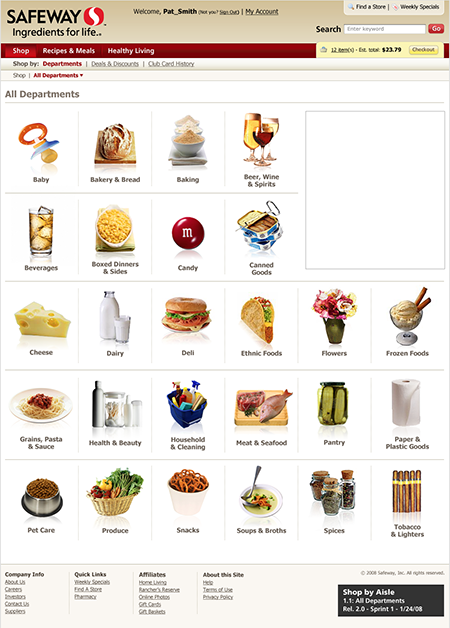 SAFEWAY
Ingredients for life.
Welcome, Pat_Smith (Not you? Sign Out) | My Account
Find a Store | Weekly Specials
Search Enter keyword Go
Shop Recipes & Meals Healthy Living
12 item(s) - Est. total: $23.79 Checkout
Shop by: Departments | Deals & Discounts | Club Card History
Shop | All Departments
All Departments
m
Baby
Bakery & Bread
Baking
Beer, Wine
& Spirits
Beverages
Boxed Dinners
& Sides
Candy
Canned
Goods
Cheese
Dairy
Deli
Ethnic Foods
Flowers
Frozen Foods
Grains, Pasta
& Sauce
Health & Beauty
Household
& Cleaning
Meat & Seafood
Pantry
Paper &
Plastic Goods
Pet Care
Produce
Snacks
Soups & Broths
Spices
Tobacco
& Lighters
Company Info
About Us
Careers
Investors
Contact Us
Suppliers
Quick Links
Weekly Specials
Find A Store
Pharmacy
Affiliates
Home Living
Rancher's Reserve
Online Photos
Gift Cards
Gift Baskets
About this Site
Help
Terms of Use
Privacy Policy
© 2008 Safeway, Inc. All rights reserved.
Shop by Aisle
1.1: All Departments
Rel. 2.0 - Sprint 1 - 1/24/08